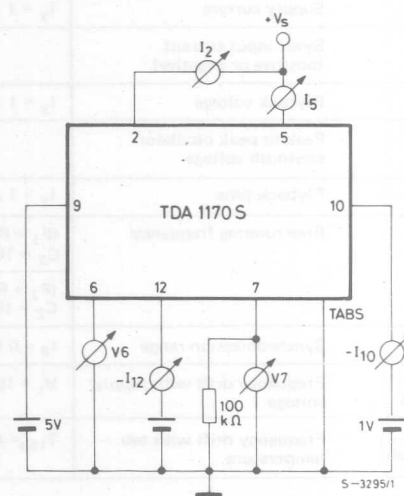 +Vs
I2
I5
2
5
9
TDA 1170 S
10
6
12
7
TABS
V6
-I12
V7
-I10
5V
100
kΩ
1V
S-3295/1